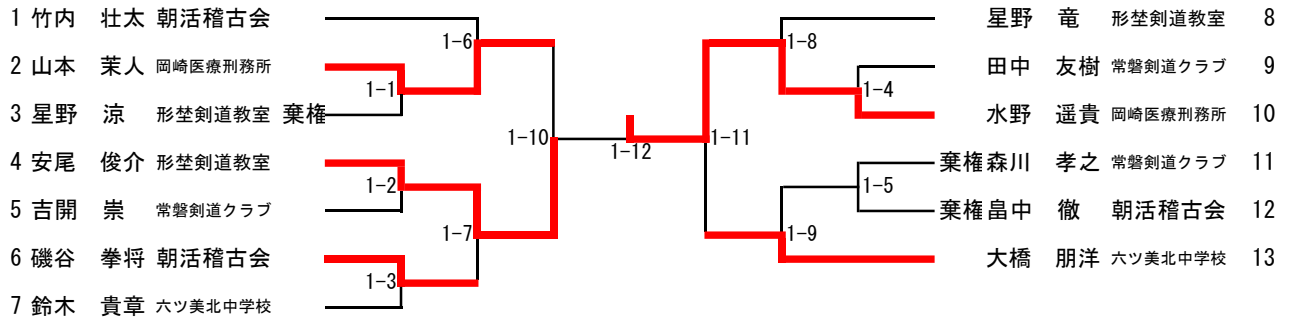 1 竹内 壮太 朝活稽古会
2 山本 茉人 岡崎医療刑務所
3 星野 涼 形埜剣道教室 棄権
4 安尾 俊介 形埜剣道教室
5 吉開 崇 常磐剣道クラブ
6 磯谷 拳将 朝活稽古会
7 鈴木 貴章 六ツ美北中学校
1-6
1-1
1-2
1-7
1-3
1-10
1-12
1-11
1-8
1-4
1-5
1-9
星野 竜 形埜剣道教室 8
田中 友樹 常磐剣道クラブ 9
水野 遥貴 岡崎医療刑務所 10
棄権 森川 孝之 常磐剣道クラブ 11
棄権 畠中 徹 朝活稽古会 12
大橋 朋洋 六ツ美北中学校 13